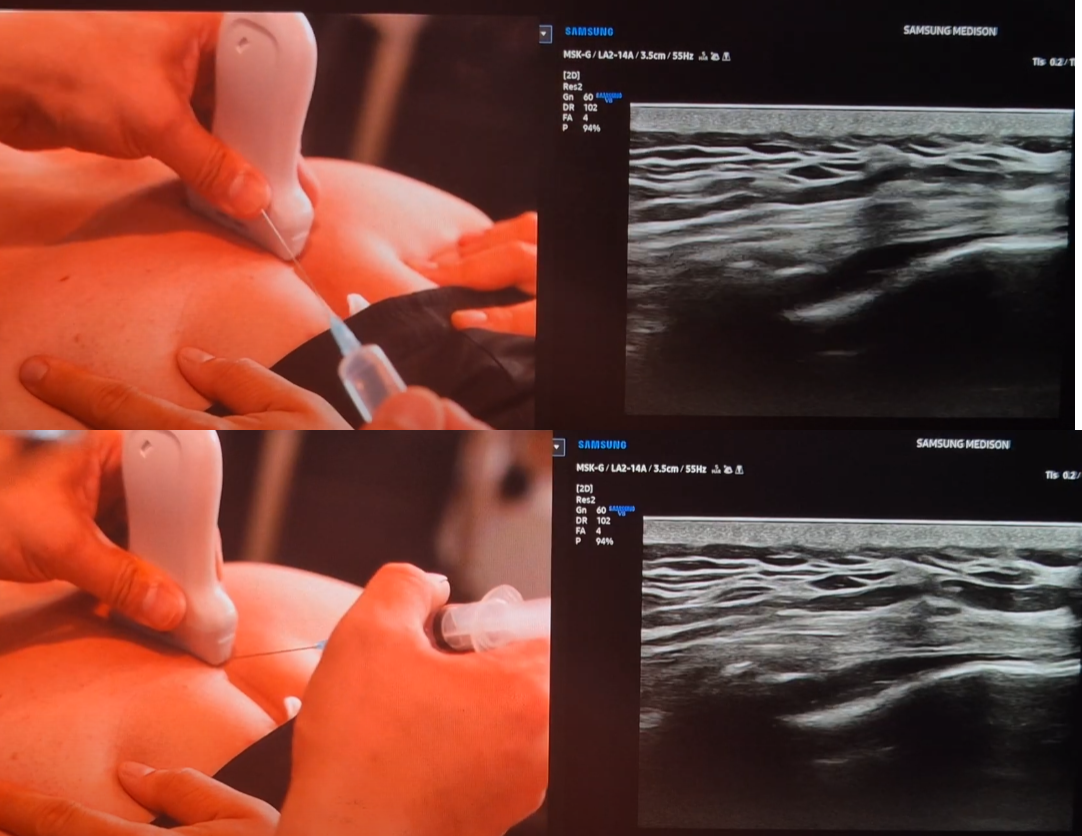 SAMSUNG
SAMSUNG MEDISON
MSK-G / LA2-14A / 3.5cm / 55Hz
TIs 0.2 /
[2D]
Res2
Gn 60
DR 102
FA 4
P 94%
SAMSUNG
SAMSUNG MEDISON
MSK-G / LA2-14A / 3.5cm / 55Hz
TIs 0.2 /
[2D]
Res2
Gn 60
DR 102
FA 4
P 94%